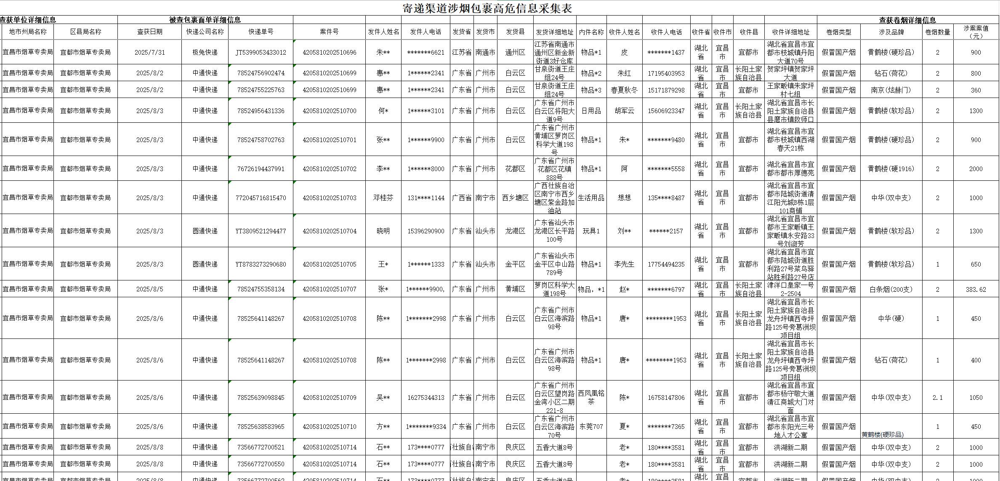 寄递渠道涉烟包裹高危信息采集表
查获单位详细信息 被查包裹面单详细信息 查获卷烟详细信息
地市州局名称 区县局名称 查获日期 快递公司名称 快递单号 案件号 发件人姓名 发件人电话 发货省 发货市 发货县 发货详细地址 内件名称 收件人姓名 收件人电话 收件省 收件市 收件县 收件详细地址 卷烟类型 涉及品牌 卷烟数量 涉案案值（元）
宜昌市烟草专卖局 宜都市烟草专卖局 2025/7/31 极兔快递 JT5399053433012 4205810202510696 朱** *******6621 江苏省 南通市 通州区 江苏省南通市通州区新金新街道3好仓库 物品*1 皮 *******1437 湖北省 宜昌市 宜都市 湖北省宜昌市宜都市枝城镇丹阳大道70号 假冒国产烟 黄鹤楼(硬珍品) 2 900
宜昌市烟草专卖局 宜都市烟草专卖局 2025/8/2 中通快递 78524756902474 4205810202510699 惠** 1******2341 广东省 广州市 白云区 甘泉街道王庄组24号 物品*2 朱红 17195403953 湖北省 宜昌市 长阳土家族自治县 贺家坪镇贺家坪大道 假冒国产烟 钻石(荷花) 2 800
宜昌市烟草专卖局 宜都市烟草专卖局 2025/8/2 中通快递 78524755225763 4205810202510699 惠** 1******2341 广东省 广州市 白云区 甘泉街道王庄组24号 物品*3 春夏秋冬 15171879298 湖北省 宜昌市 宜都市 王家畈镇朱家坪村七组 假冒国产烟 南京(炫赫门) 2 360
宜昌市烟草专卖局 宜都市烟草专卖局 2025/8/3 中通快递 78524956431336 4205810202510700 何* 1******3101 广东省 广州市 白云区 广东省广州市白云区将阳大道9号 日用品 胡军云 15606923347 湖北省 宜昌市 长阳土家族自治县 湖北省宜昌市长阳土家族自治县县磨市镇救师口 假冒国产烟 黄鹤楼(软珍品) 2 1300
宜昌市烟草专卖局 宜都市烟草专卖局 2025/8/3 中通快递 78524758702763 4205810202510701 张** 1******9900 广东省 广州市 白云区 广东省广州市黄埔区萝岗区科学大道198号 物品*1 朱* *******9480 湖北省 宜昌市 宜都市 湖北省宜昌市宜都市枝城镇西湖春天21栋 假冒国产烟 黄鹤楼(硬珍品) 2 900
宜昌市烟草专卖局 宜都市烟草专卖局 2025/8/3 中通快递 76726194437991 4205810202510702 李** 1******8000 广东省 广州市 花都区 广东省广州市花都区花镇888号 物品*1 阿 *******5558 湖北省 宜昌市 宜都市 湖北省宜昌市宜都市都市厚德苑 假冒国产烟 黄鹤楼(硬1916) 2 2000
宜昌市烟草专卖局 宜都市烟草专卖局 2025/8/3 中通快递 772045716815470 4205810202510703 邓桂芬 131****1144 广西省 南宁市 西乡塘区 广西壮族自治区南宁市西乡塘区紫金路加油站 生活用品 想想 135****8487 湖北省 宜昌市 宜都市 湖北省宜昌市宜都市陆城街道清江阳光城B栋1层101商铺 假冒国产烟 中华(双中支) 2 1000
宜昌市烟草专卖局 宜都市烟草专卖局 2025/8/3 圆通快递 YT3809521294477 4205810202510704 晓明 15396290900 广东省 汕头市 龙港区 广东省汕头市龙港区长平路100号 玩具1 刘** ******2157 湖北省 宜昌市 宜都市 湖北省宜昌市宜都市王家畈镇王家畈镇永安路33号刘淑芳 假冒国产烟 黄鹤楼(软珍品) 2 1300
宜昌市烟草专卖局 宜都市烟草专卖局 2025/8/3 圆通快递 YT8783273290680 4205810202510705 王* 1******1333 广东省 汕头市 金平区 广东省汕头市金平区中山路789号 物品*1 李先生 17754494235 湖北省 宜昌市 宜都市 湖北省宜昌市宜都市陆城街道胜利路27号菜鸟驿站胜利路27号店 假冒国产烟 黄鹤楼(软珍品) 1 650
宜昌市烟草专卖局 宜都市烟草专卖局 2025/8/5 中通快递 78524755358134 4205810202510707 张* 1******9900, 广东省 广州市 黄埔区 萝岗区科学大道198号 物品，*1 赵* *******6797 湖北省 宜昌市 长阳土家族自治县 津洋口皇家一号2-2504 假冒国产烟 白条烟(200支) 2 383.62
宜昌市烟草专卖局 宜都市烟草专卖局 2025/8/6 中通快递 78525641148267 4205810202510708 陈** 1*******2998 广东省 广州市 白云区 广东省广州市白云区海滨路98号 物品*1 唐* ********1953 湖北省 宜昌市 长阳土家族自治县 湖北省宜昌市长阳土家族自治县龙舟坪镇西寺坪路125号旁葛洲坝项目组 假冒国产烟 中华(硬) 1 450
宜昌市烟草专卖局 宜都市烟草专卖局 2025/8/6 中通快递 78525641148267 4205810202510708 陈** 1*******2998 广东省 广州市 白云区 广东省广州市白云区海滨路98号 物品*1 唐* ********1953 湖北省 宜昌市 长阳土家族自治县 湖北省宜昌市长阳土家族自治县龙舟坪镇西寺坪路125号旁葛洲坝项目组 假冒国产烟 钻石(荷花) 1 400
宜昌市烟草专卖局 宜都市烟草专卖局 2025/8/6 中通快递 78525639098845 4205810202510709 吴** 16275344313 广东省 广州市 白云区 广东省广州市白云区望岗路金湾小区二期221-8 西凤凰铭茶 陈* 16758147806 湖北省 宜昌市 宜都市 湖北省宜昌市宜都市杨守敬大道清江商城大门对面 假冒国产烟 中华(双中支) 2.1 1050
宜昌市烟草专卖局 宜都市烟草专卖局 2025/8/6 中通快递 78525638583965 4205810202510710 方** 1*******9334 广东省 广州市 白云区 广东省广州市白云区海滨路70号 东莞707 夏* *******7365 湖北省 宜昌市 宜都市 湖北省宜昌市宜都市东阳光三号地人才公寓 假冒国产烟 黄鹤楼(硬珍品) 1 450
宜昌市烟草专卖局 宜都市烟草专卖局 2025/8/8 中通快递 73566772700521 4205810202510714 石** 173****0777 壮族自 南宁市 良庆区 五香大道8号 老* 180****3581 湖北省 宜昌市 宜都市 洪湖新二期 假冒国产烟 中华(双中支) 2 1000
宜昌市烟草专卖局 宜都市烟草专卖局 2025/8/8 中通快递 73566772700550 4205810202510714 石** 173****0777 壮族自 南宁市 良庆区 五香大道8号 老* 180****3581 湖北省 宜昌市 宜都市 洪湖新二期 假冒国产烟 中华(双中支) 2 1000
宜昌市烟草专卖局 宜都市烟草专卖局 2025/8/8 中通快递 73566772700562 4205810202510714 石** 173****0777 壮族自 南宁市 良庆区 五香大道8号 老* 180****3581 湖北 宜昌 宜都市 洪湖新二期 假冒国产烟 中华(双中支) 2 1000